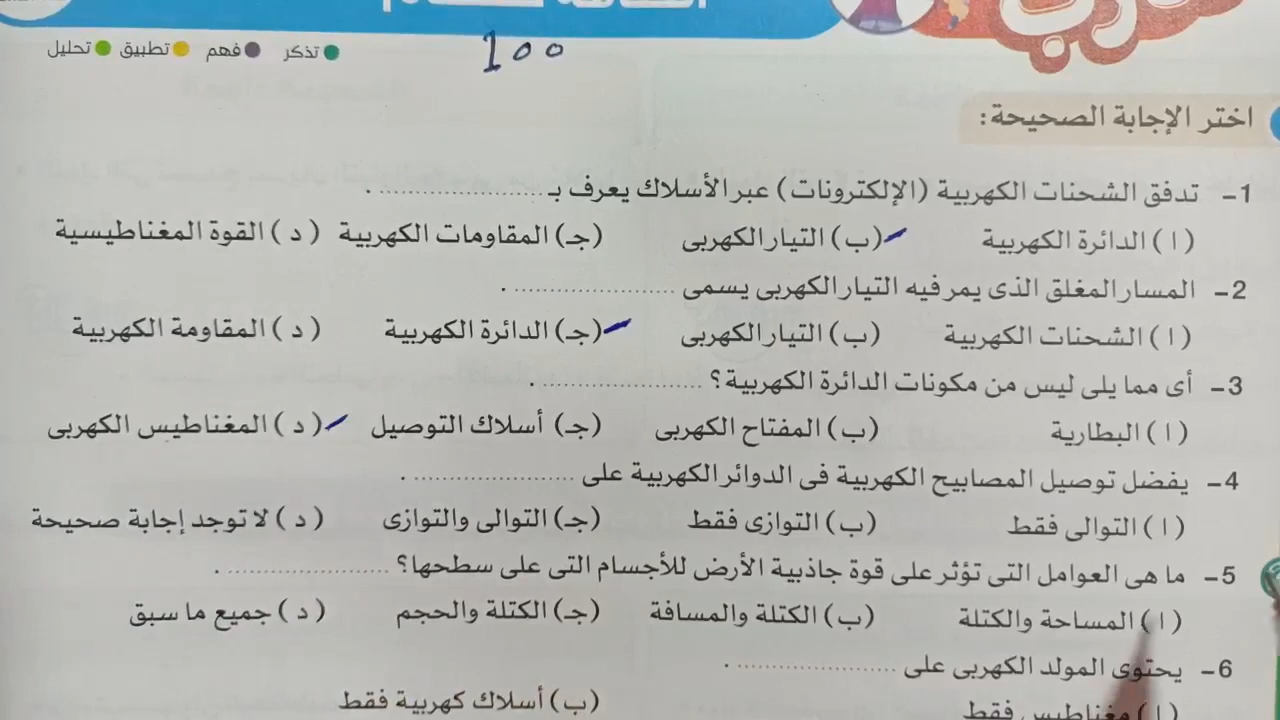 تذكر فهم تطبيق تحليل
100
اختر الإجابة الصحيحة:
1- تدفق الشحنات الكهربية (الإلكترونات) عبر الأسلاك يعرف بـ ..................... .
( ا ) الدائرة الكهربية (ب) التيار الكهربى (جـ) المقاومات الكهربية ( د ) القوة المغناطيسية
2- المسار المغلق الذى يمر فيه التيار الكهربى يسمى ..................... .
( ا ) الشحنات الكهربية (ب) التيار الكهربى (جـ) الدائرة الكهربية ( د ) المقاومة الكهربية
3- أى مما يلى ليس من مكونات الدائرة الكهربية؟ ..................... .
( ا ) البطارية (ب) المفتاح الكهربى (جـ) أسلاك التوصيل ( د ) المغناطيس الكهربى
4- يفضل توصيل المصابيح الكهربية فى الدوائر الكهربية على ..................... .
( ا ) التوالى فقط (ب) التوازى فقط (جـ) التوالى والتوازى ( د ) لا توجد إجابة صحيحة
5- ما هى العوامل التى تؤثر على قوة جاذبية الأرض للأجسام التى على سطحها؟ ..................... .
( ا ) المساحة والكتلة (ب) الكتلة والمسافة (جـ) الكتلة والحجم ( د ) جميع ما سبق
6- يحتوى المولد الكهربى على ..................... .
( ا ) مغناطيس فقط (ب) أسلاك كهربية فقط